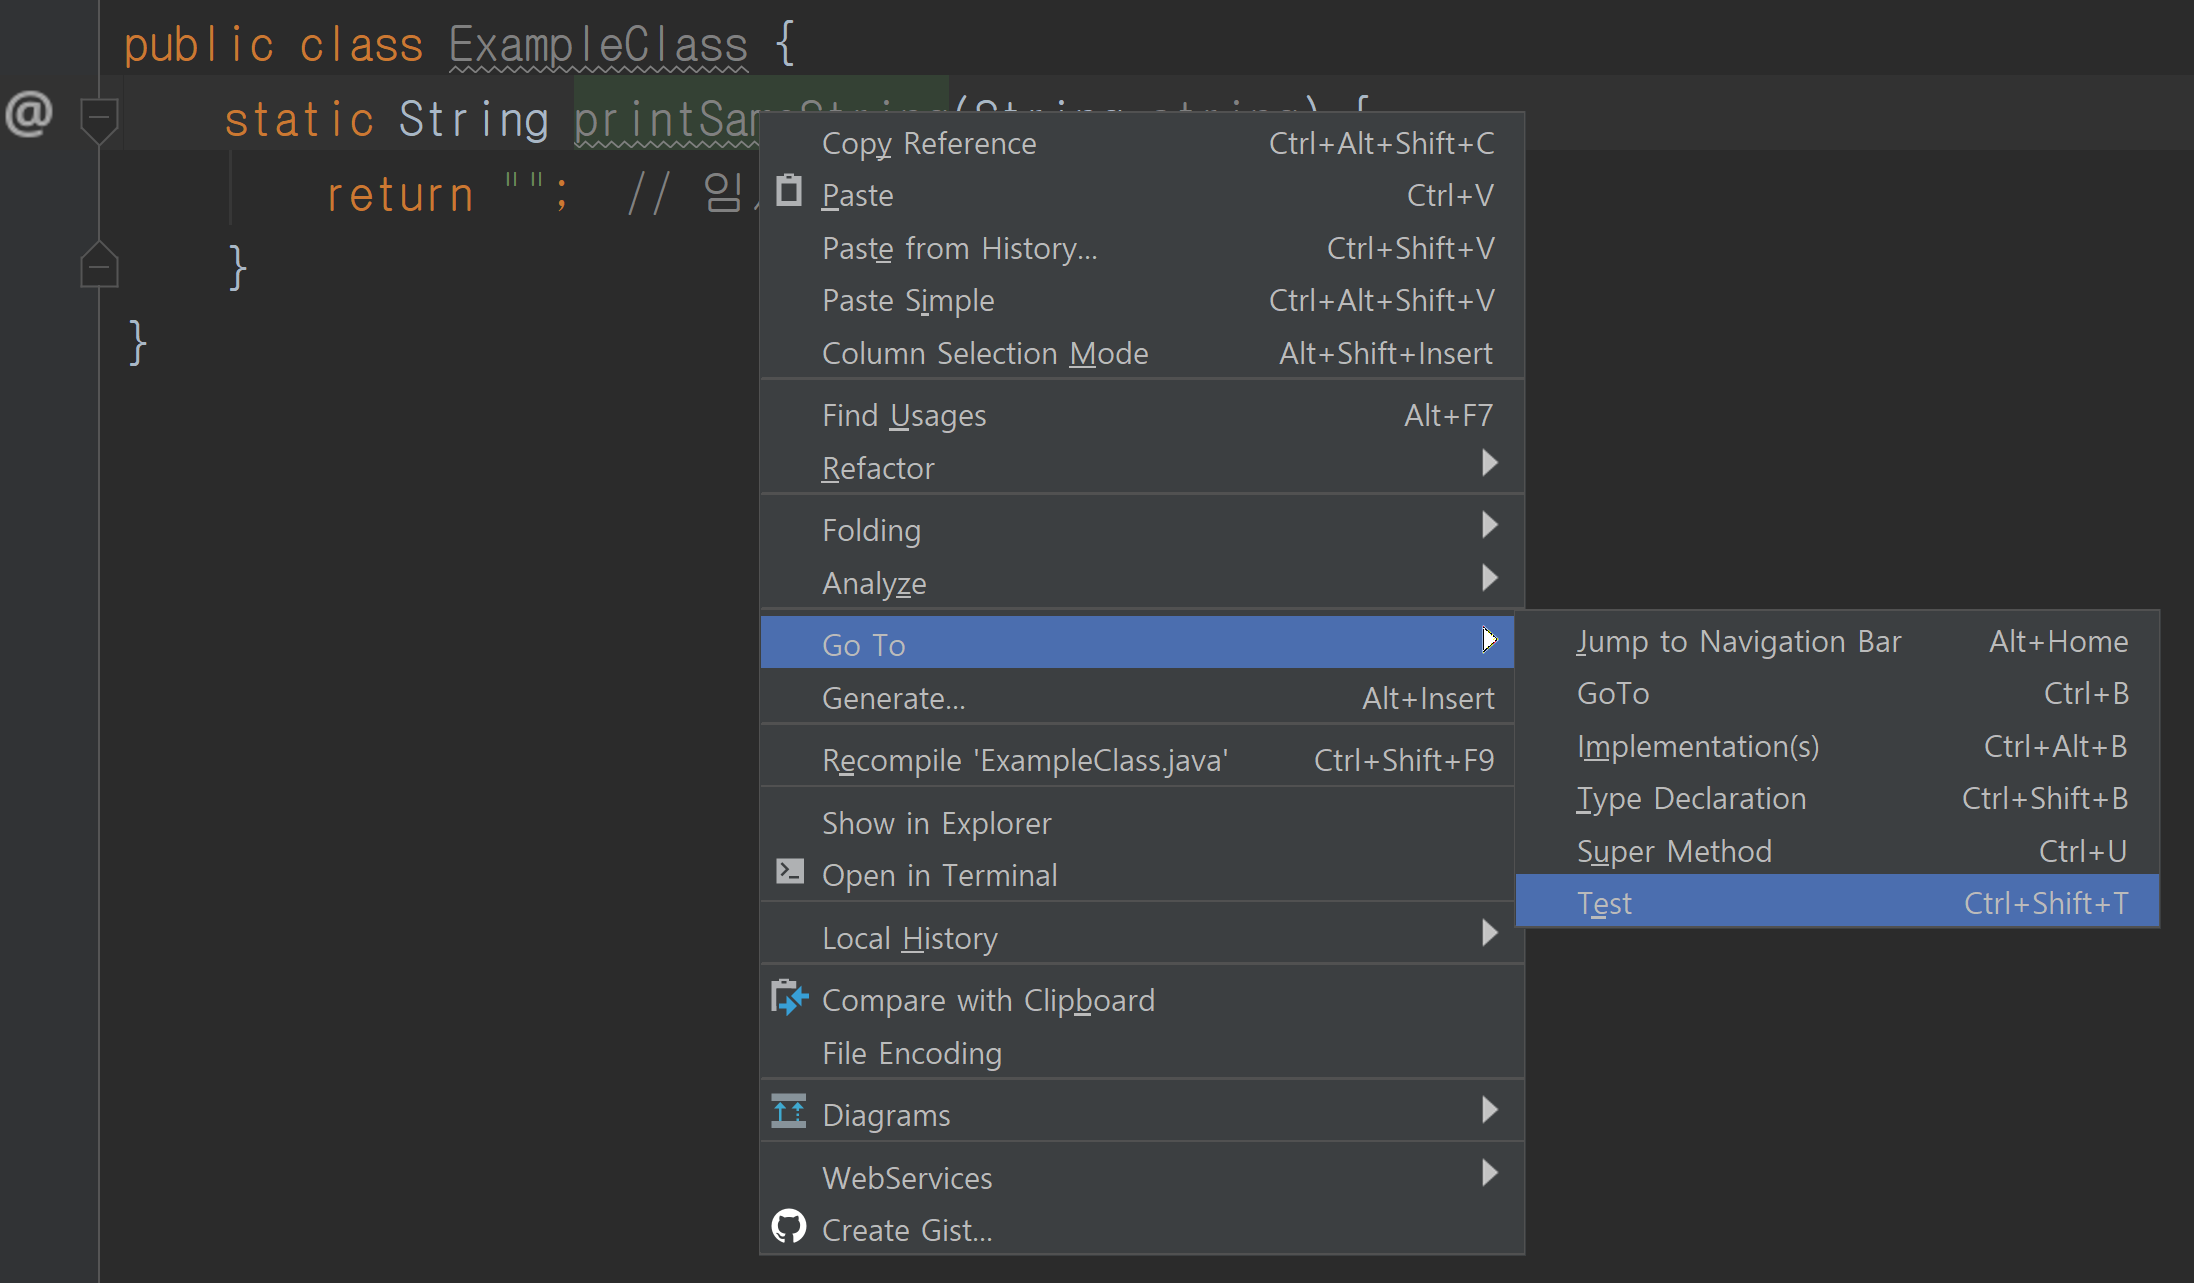 public class ExampleClass {
@
static String printSameString(String string) {
return ""; // 임
}
}
Copy Reference Ctrl+Alt+Shift+C
Paste Ctrl+V
Paste from History... Ctrl+Shift+V
Paste Simple Ctrl+Alt+Shift+V
Column Selection Mode Alt+Shift+Insert
Find Usages Alt+F7
Refactor
Folding
Analyze
Go To
Generate... Alt+Insert
Recompile 'ExampleClass.java' Ctrl+Shift+F9
Show in Explorer
Open in Terminal
Local History
Compare with Clipboard
File Encoding
Diagrams
WebServices
Create Gist...
Jump to Navigation Bar Alt+Home
GoTo Ctrl+B
Implementation(s) Ctrl+Alt+B
Type Declaration Ctrl+Shift+B
Super Method Ctrl+U
Test Ctrl+Shift+T